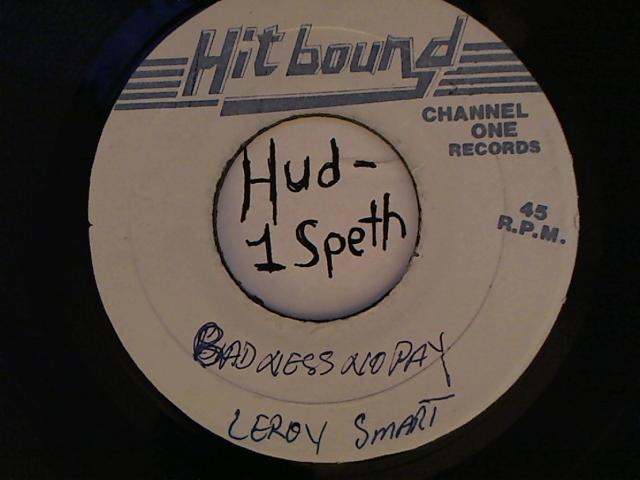 Hit bound
CHANNEL
ONE
RECORDS
45
R.P.M.
Hud-
1 Speth
BADNESS NO PAY
LEROY SMART